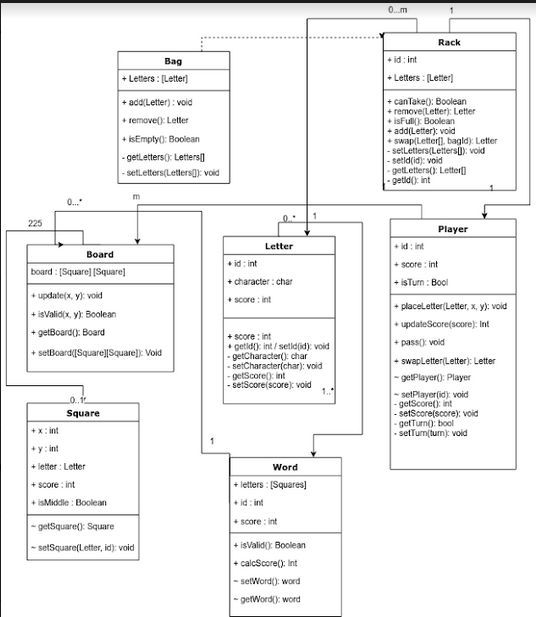 0...m
1
Rack
+ id : int
+ Letters : [Letter]
+ canTake(): Boolean
+ remove(Letter): Letter
+ isFull(): Boolean
+ add(Letter): void
+ swap(Letter[], bagId): Letter
- setLetters(Letters[]): void
- setId(id): void
- getLetters(): Letter[]
- getId(): int
1
Bag
+ Letters : [Letter]
+ add(Letter) : void
+ remove(): Letter
+ isEmpty(): Boolean
- getLetters(): Letters[]
- setLetters(Letters[]): void
0...*
m
225
Board
board : [Square] [Square]
+ update(x, y): void
+ isValid(x, y): Boolean
+ getBoard(): Board
+ setBoard([Square][Square]): Void
0..*
1
Letter
+ id : int
+ character : char
+ score : int
+ score : int
+ getId(): int / setId(id): void
- getCharacter(): char
- setCharacter(char): void
- getScore(): int
- setScore(score): void
1..*
Player
+ id : int
+ score : int
+ isTurn : Bool
+ placeLetter(Letter, x, y): void
+ updateScore(score): Int
+ pass(): void
+ swapLetter(Letter): Letter
~ getPlayer(): Player
~ setPlayer(id): void
- getScore(): int
- setScore(score): void
- getTurn(): bool
- setTurn(turn): void
Square
+ x : int
+ y : int
+ letter : Letter
+ score : int
+ isMiddle : Boolean
~ getSquare(): Square
~ setSquare(Letter, id): void
1
Word
+ letters : [Squares]
+ id : int
+ score : int
+ isValid(): Boolean
+ calcScore(): Int
~ setWord(): word
~ getWord(): word